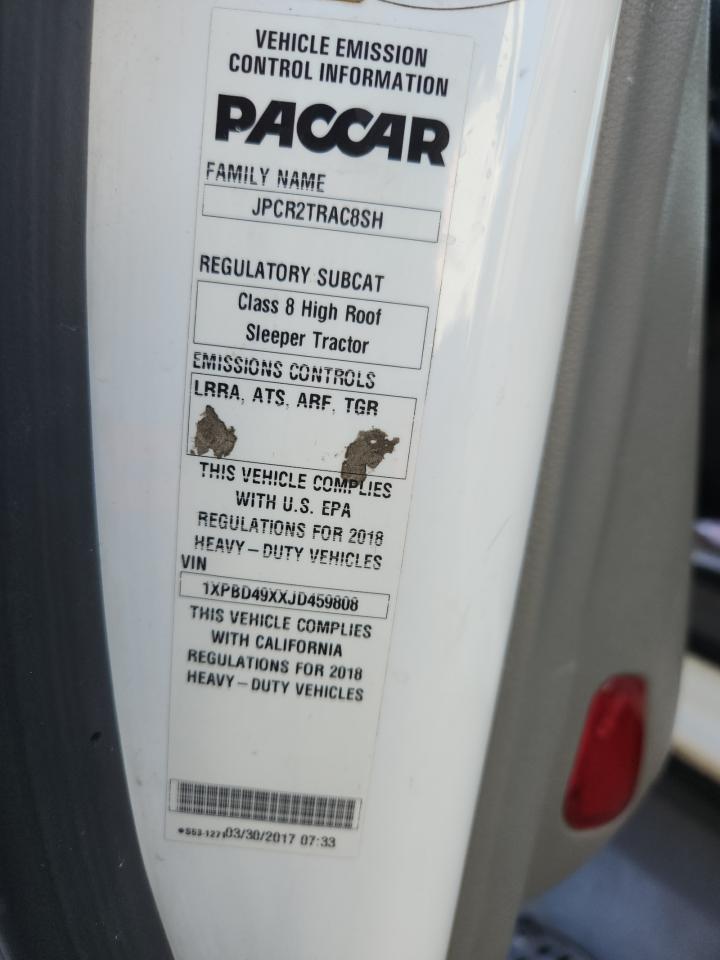 VEHICLE EMISSION
CONTROL INFORMATION
PACCAR
FAMILY NAME
JPCR2TRAC8SH
REGULATORY SUBCAT
Class 8 High Roof
Sleeper Tractor
EMISSIONS CONTROLS
LRRA, ATS, ARF, TGR
THIS VEHICLE COMPLIES
WITH U.S. EPA
REGULATIONS FOR 2018
HEAVY-DUTY VEHICLES
VIN
1XPBD49XXJD459808
THIS VEHICLE COMPLIES
WITH CALIFORNIA
REGULATIONS FOR 2018
HEAVY-DUTY VEHICLES
03/30/2017 07:33